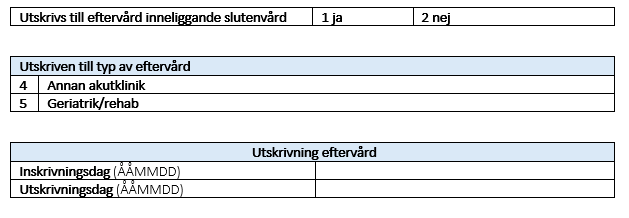 Utskrivs till eftervård inneliggande slutenvård 1 ja 2 nej
Utskriven till typ av eftervård
4 Annan akutklinik
5 Geriatrik/rehab
Utskrivning eftervård
Inskrivningsdag (ÅÅMMDD)
Utskrivningsdag (ÅÅMMDD)